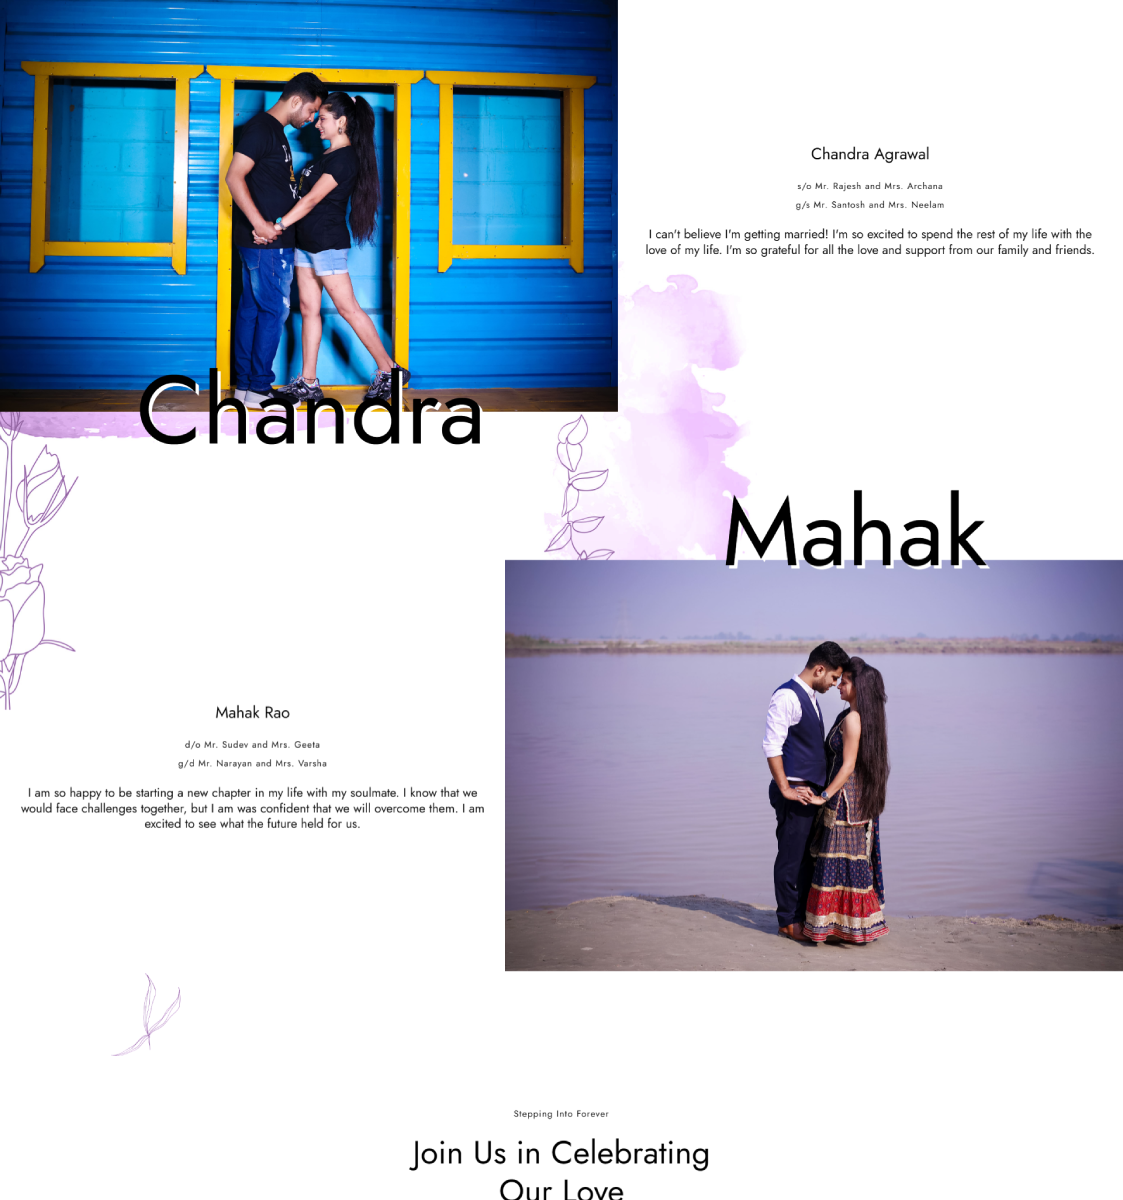 Chandra Agrawal
s/o Mr. Rajesh and Mrs. Archana
g/s Mr. Santosh and Mrs. Neelam
I can't believe I'm getting married! I'm so excited to spend the rest of my life with the
love of my life. I'm so grateful for all the love and support from our family and friends.
Chandra
Mahak
Mahak Rao
d/o Mr. Sudev and Mrs. Geeta
g/d Mr. Narayan and Mrs. Varsha
I am so happy to be starting a new chapter in my life with my soulmate. I know that we
would face challenges together, but I am was confident that we will overcome them. I am
excited to see what the future held for us.
Stepping Into Forever
Join Us in Celebrating
Our Love